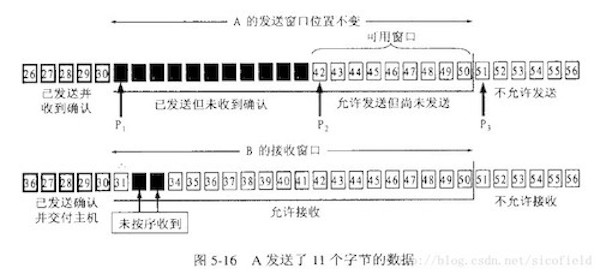 A 的发送窗口位置不变
可用窗口
26 27 28 29 30 42 43 44 45 46 47 48 49 50 51 52 53 54 55 56
已发送并 已发送但未收到确认 允许发送但尚未发送 不允许发送
收到确认
P1 P2 P3
B 的接收窗口
36 27 28 29 30 31 34 35 36 37 38 39 40 41 42 43 44 45 46 47 48 49 50 51 52 53 54 55 56
已发送确认 允许接收 不允许接收
并交付主机 未按序收到
图 5-16 A 发送了 11 个字节的数据
http://blog.csdn.net/sicofield